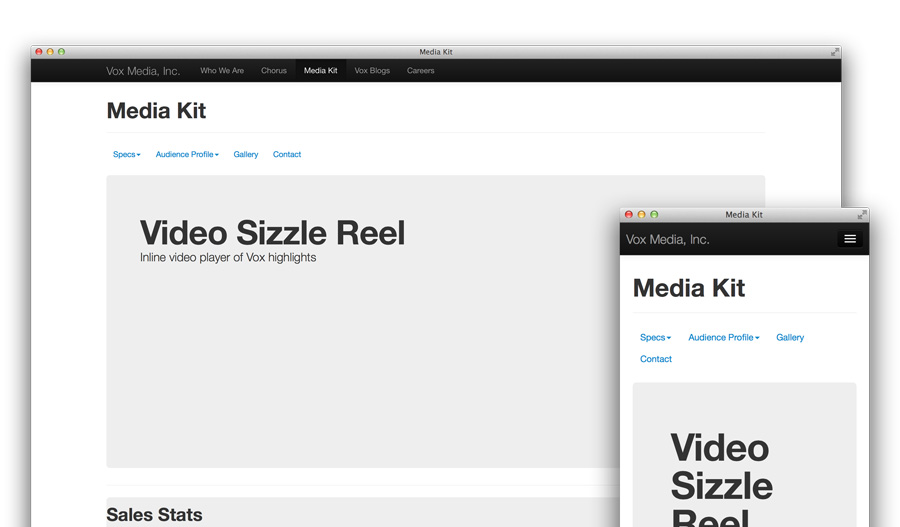 Media Kit
Vox Media, Inc. Who We Are Chorus Media Kit Vox Blogs Careers
Media Kit
Specs Audience Profile Gallery Contact
Video Sizzle Reel
Inline video player of Vox highlights
Sales Stats
Media Kit
Vox Media, Inc.
Media Kit
Specs Audience Profile Gallery
Contact
Video
Sizzle
Reel